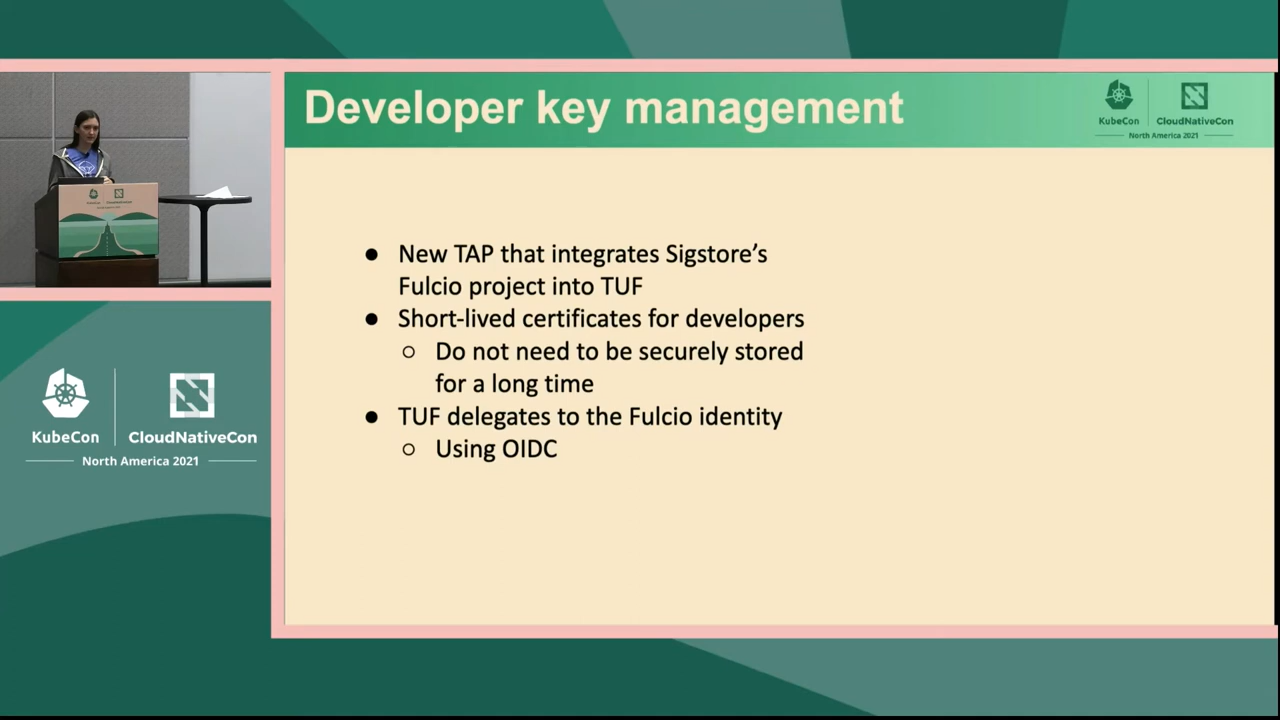 Developer key management
KubeCon
CloudNativeCon
North America 2021
● New TAP that integrates Sigstore’s
Fulcio project into TUF
● Short-lived certificates for developers
○ Do not need to be securely stored
for a long time
● TUF delegates to the Fulcio identity
○ Using OIDC
KubeCon
CloudNativeCon
North America 2021